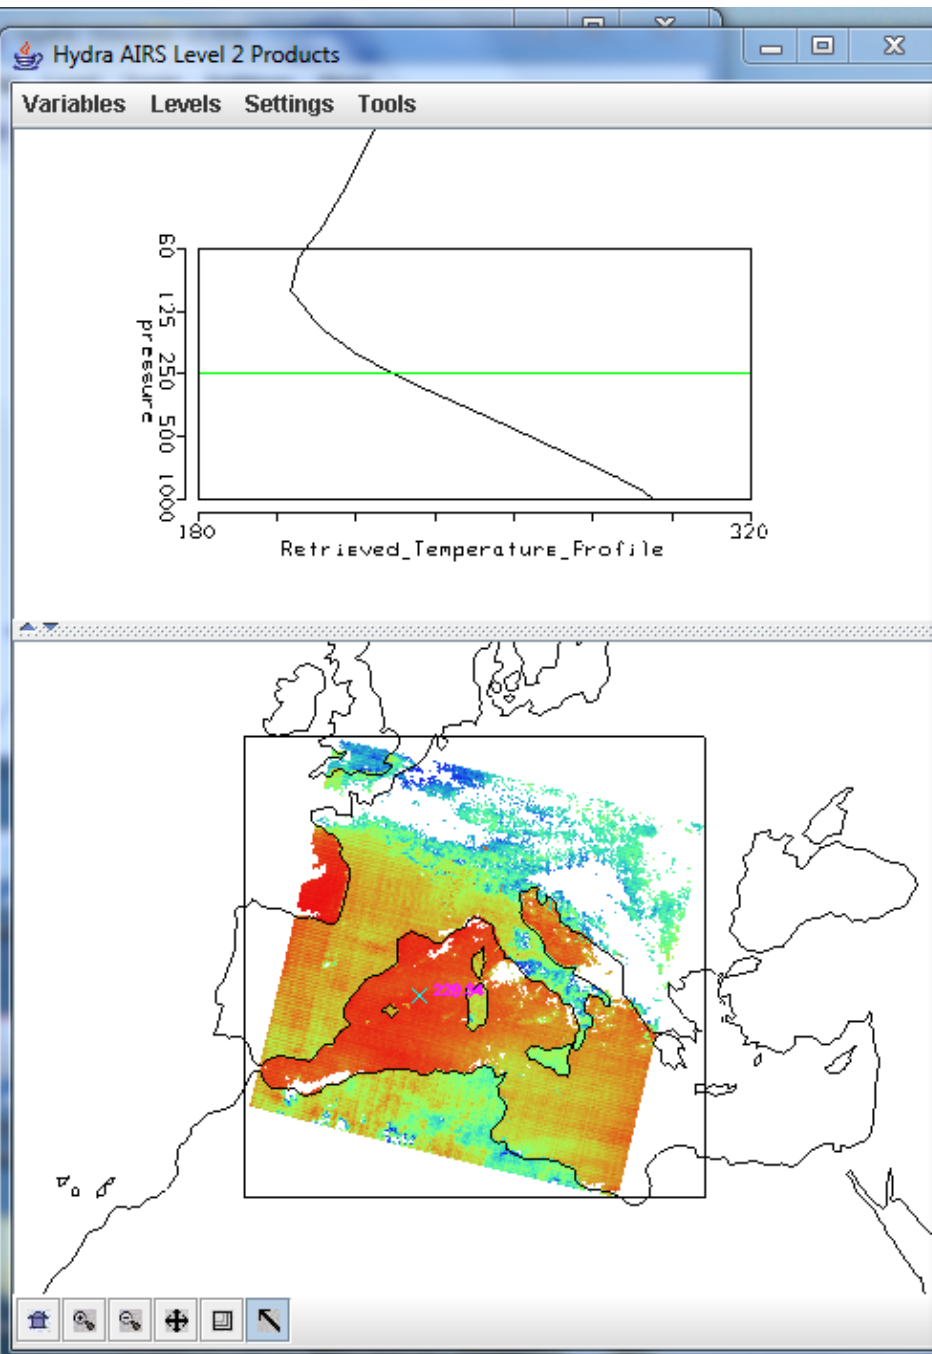 Hydra AIRS Level 2 Products
Variables Levels Settings Tools
60
125
250
500
1000
pressure
180
320
Retrieved_Temperature_Profile